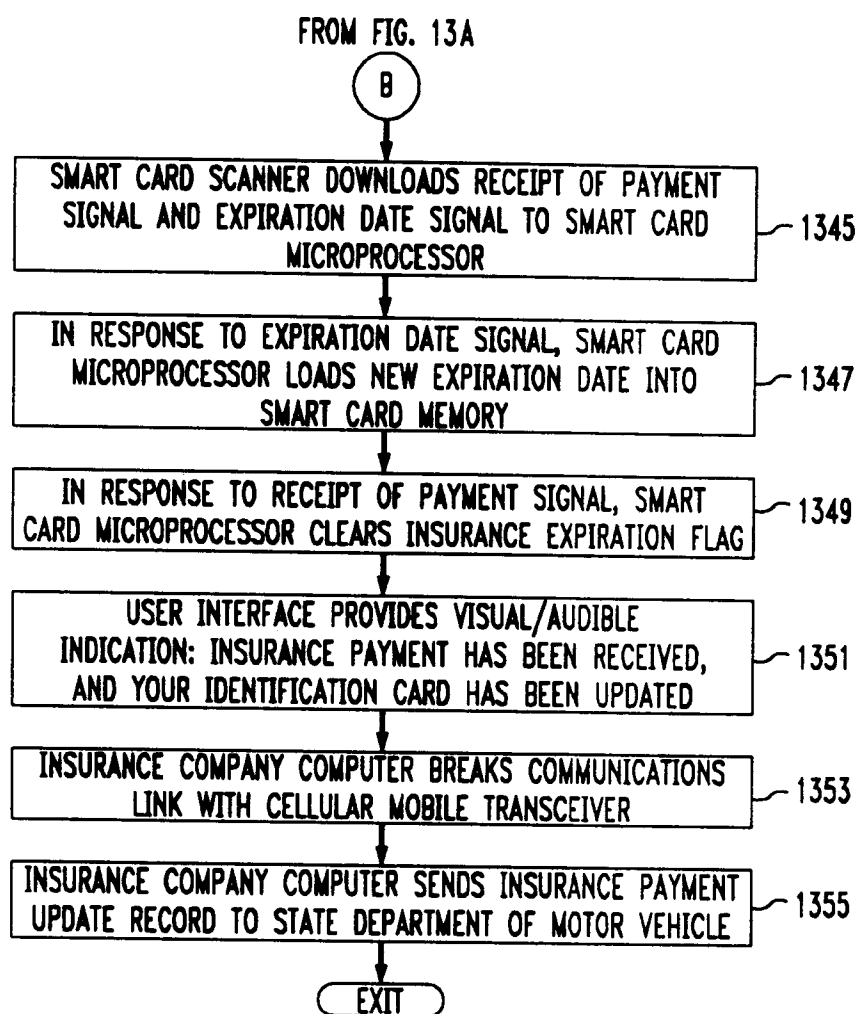 FROM FIG. 13A
B
SMART CARD SCANNER DOWNLOADS RECEIPT OF PAYMENT
SIGNAL AND EXPIRATION DATE SIGNAL TO SMART CARD
MICROPROCESSOR
1345
IN RESPONSE TO EXPIRATION DATE SIGNAL, SMART CARD
MICROPROCESSOR LOADS NEW EXPIRATION DATE INTO
SMART CARD MEMORY
1347
IN RESPONSE TO RECEIPT OF PAYMENT SIGNAL, SMART
CARD MICROPROCESSOR CLEARS INSURANCE EXPIRATION FLAG
1349
USER INTERFACE PROVIDES VISUAL/AUDIBLE
INDICATION: INSURANCE PAYMENT HAS BEEN RECEIVED,
AND YOUR IDENTIFICATION CARD HAS BEEN UPDATED
1351
INSURANCE COMPANY COMPUTER BREAKS COMMUNICATIONS
LINK WITH CELLULAR MOBILE TRANSCEIVER
1353
INSURANCE COMPANY COMPUTER SENDS INSURANCE PAYMENT
UPDATE RECORD TO STATE DEPARTMENT OF MOTOR VEHICLE
1355
EXIT